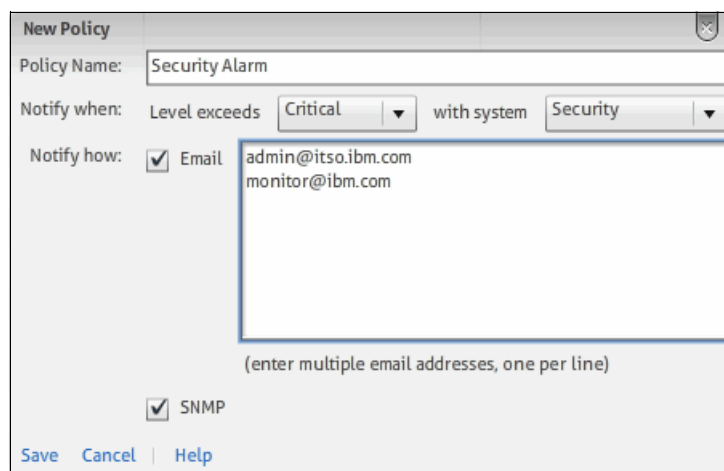 New Policy
Policy Name: Security Alarm
Notify when: Level exceeds Critical with system Security
Notify how: Email admin@itso.ibm.com
monitor@ibm.com
(enter multiple email addresses, one per line)
SNMP
Save Cancel | Help